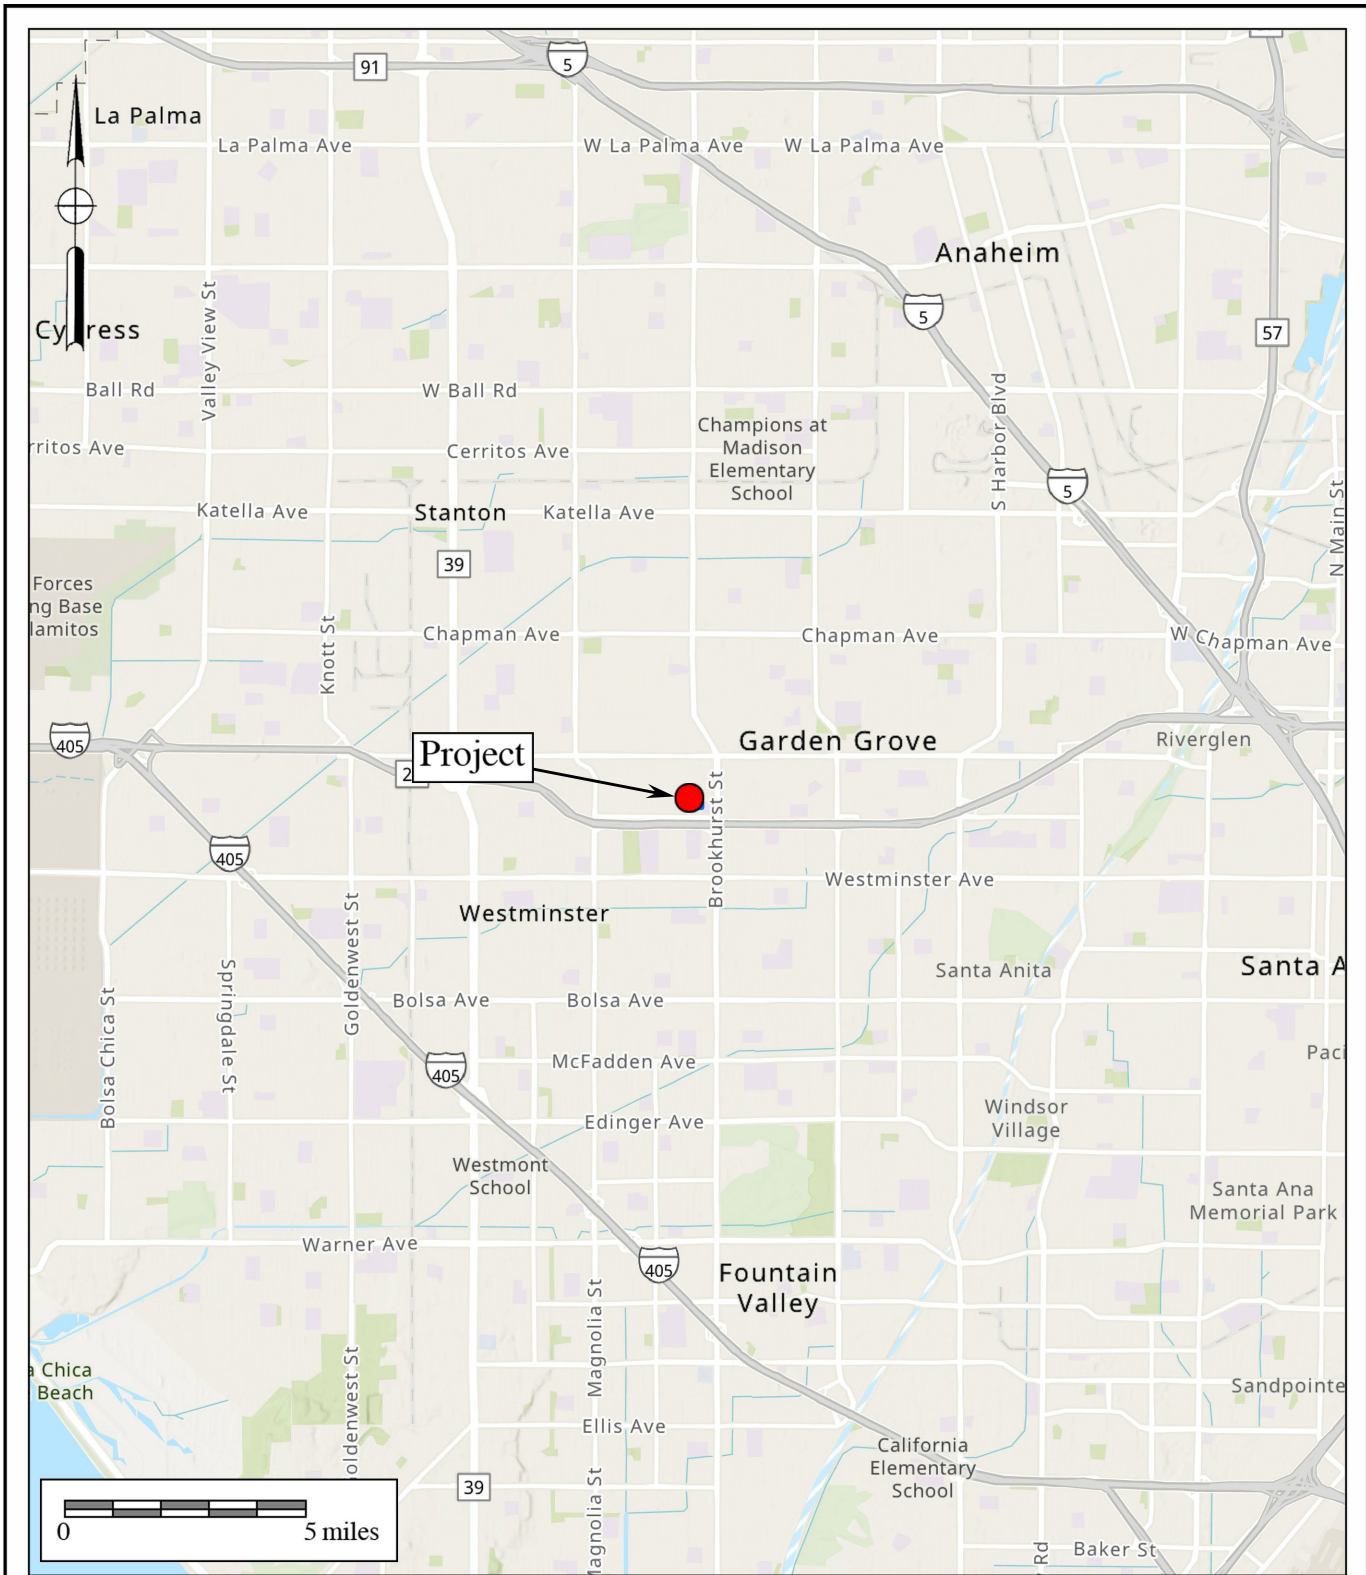 91
5
La Palma
La Palma Ave
W La Palma Ave
W La Palma Ave
Anaheim
5
Valley View St
Cypress
57
Ball Rd
W Ball Rd
S Harbor Blvd
rritos Ave
Cerritos Ave
Champions at
Madison
Elementary
School
5
N Main St
Katella Ave
Stanton
Katella Ave
39
Forces
ng Base
lamitos
Knott St
Chapman Ave
Chapman Ave
W Chapman Ave
405
Project
Garden Grove
Riverglen
2
Brookhurst St
405
Westminster Ave
Goldenwest St
Westminster
Santa A
Springdale St
Santa Anita
Bolsa Chica St
Bolsa Ave
Bolsa Ave
Paci
405
McFadden Ave
Windsor
Village
Edinger Ave
Westmont
School
Santa Ana
Memorial Park
Warner Ave
405
Fountain
Valley
Magnolia St
a Chica
Beach
oldenwest St
Sandpointe
Ellis Ave
California
Elementary
School
39
Magnolia St
0
5 miles
Rd
Baker St